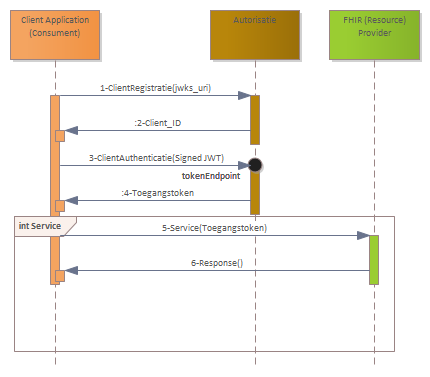 Client Application
(Consument)
Autorisatie
FHIR (Resource)
Provider
1-ClientRegistratie(jwks_uri)
:2-Client_ID
3-ClientAuthenticatie(Signed JWT)
tokenEndpoint
:4-Toegangstoken
int Service
5-Service(Toegangstoken)
6-Response()